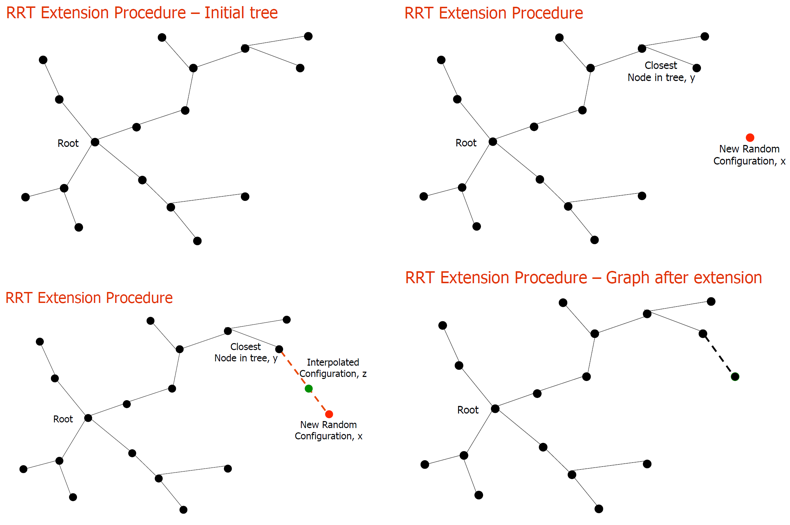 RRT Extension Procedure – Initial tree
Root
RRT Extension Procedure
Closest
Node in tree, y
Root
New Random
Configuration, x
RRT Extension Procedure
Closest
Node in tree, y
Interpolated
Configuration, z
Root
New Random
Configuration, x
RRT Extension Procedure – Graph after extension
Root